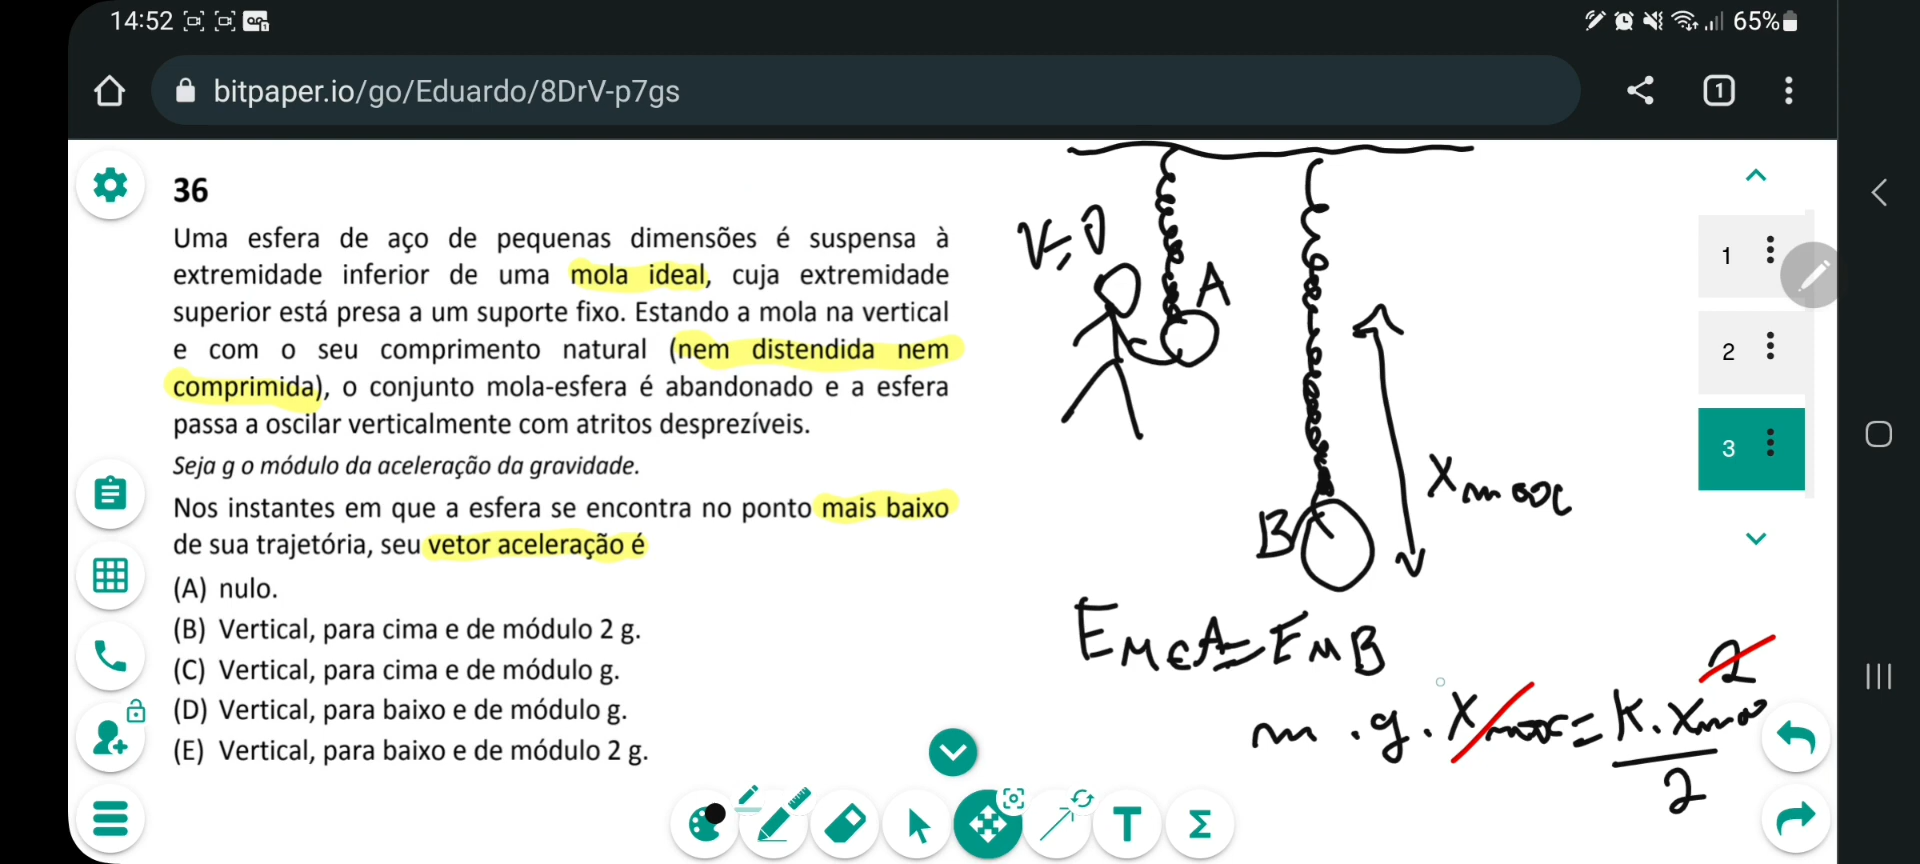 14:52
65%
bitpaper.io/go/Eduardo/8DrV-p7gs
1
36
Uma esfera de aço de pequenas dimensões é suspensa à
extremidade inferior de uma mola ideal, cuja extremidade
superior está presa a um suporte fixo. Estando a mola na vertical
e com o seu comprimento natural (nem distendida nem
comprimida), o conjunto mola-esfera é abandonado e a esfera
passa a oscilar verticalmente com atritos desprezíveis.
Seja g o módulo da aceleração da gravidade.
Nos instantes em que a esfera se encontra no ponto mais baixo
de sua trajetória, seu vetor aceleração é
(A) nulo.
(B) Vertical, para cima e de módulo 2 g.
(C) Vertical, para cima e de módulo g.
(D) Vertical, para baixo e de módulo g.
(E) Vertical, para baixo e de módulo 2 g.
V=0
A
B
Xmax
EMECA=EMB
m.g.Xmax=K.Xmax²
2
1
2
3
T
Σ